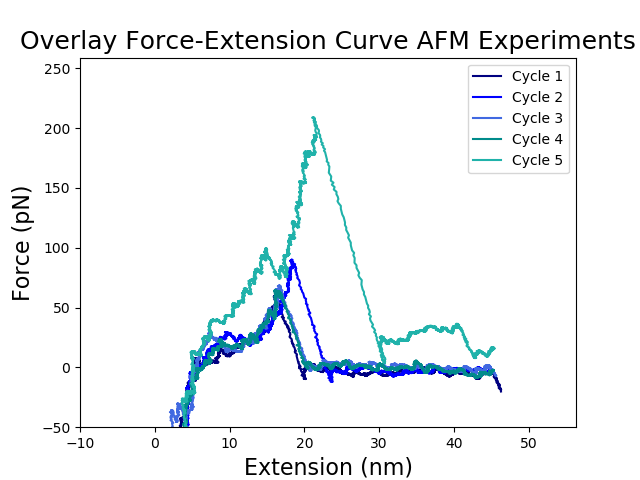 Overlay Force-Extension Curve AFM Experiments
Force (pN)
250
200
150
100
50
0
−50
−10
0
10
20
30
40
50
Extension (nm)
Cycle 1
Cycle 2
Cycle 3
Cycle 4
Cycle 5